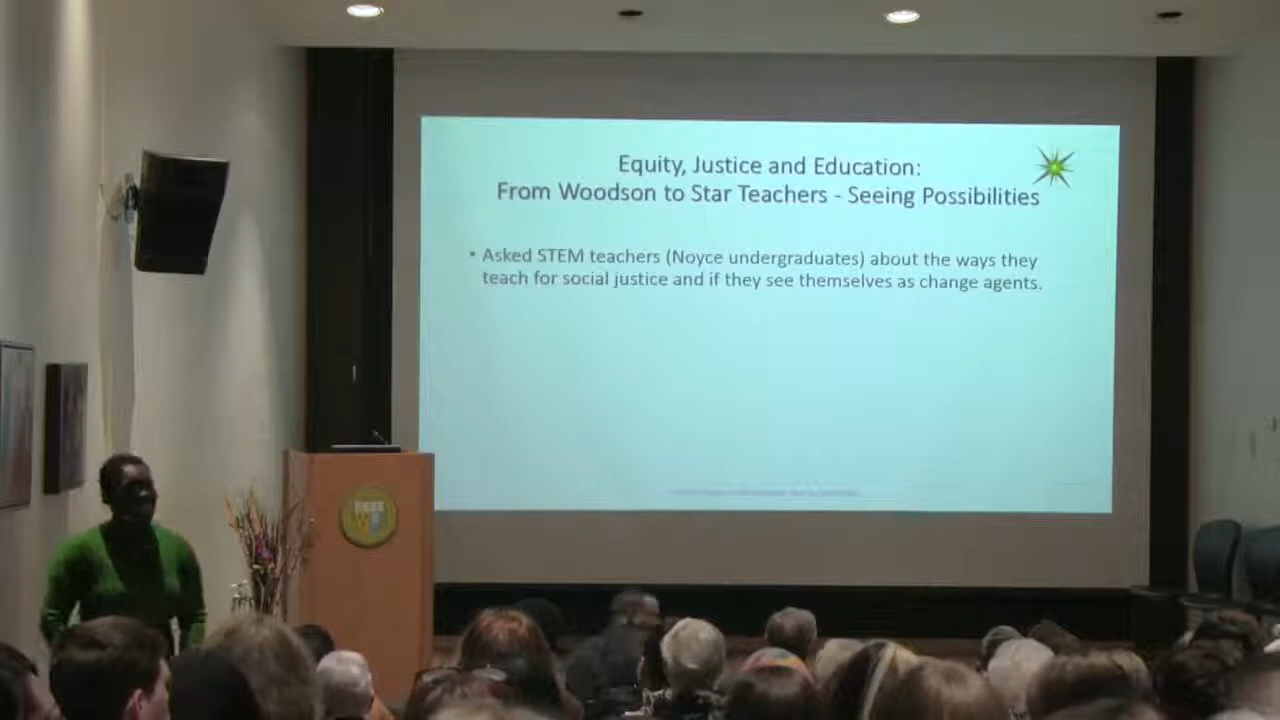 Equity, Justice and Education:
From Woodson to Star Teachers - Seeing Possibilities
• Asked STEM teachers (Noyce undergraduates) about the ways they
teach for social justice and if they see themselves as change agents.